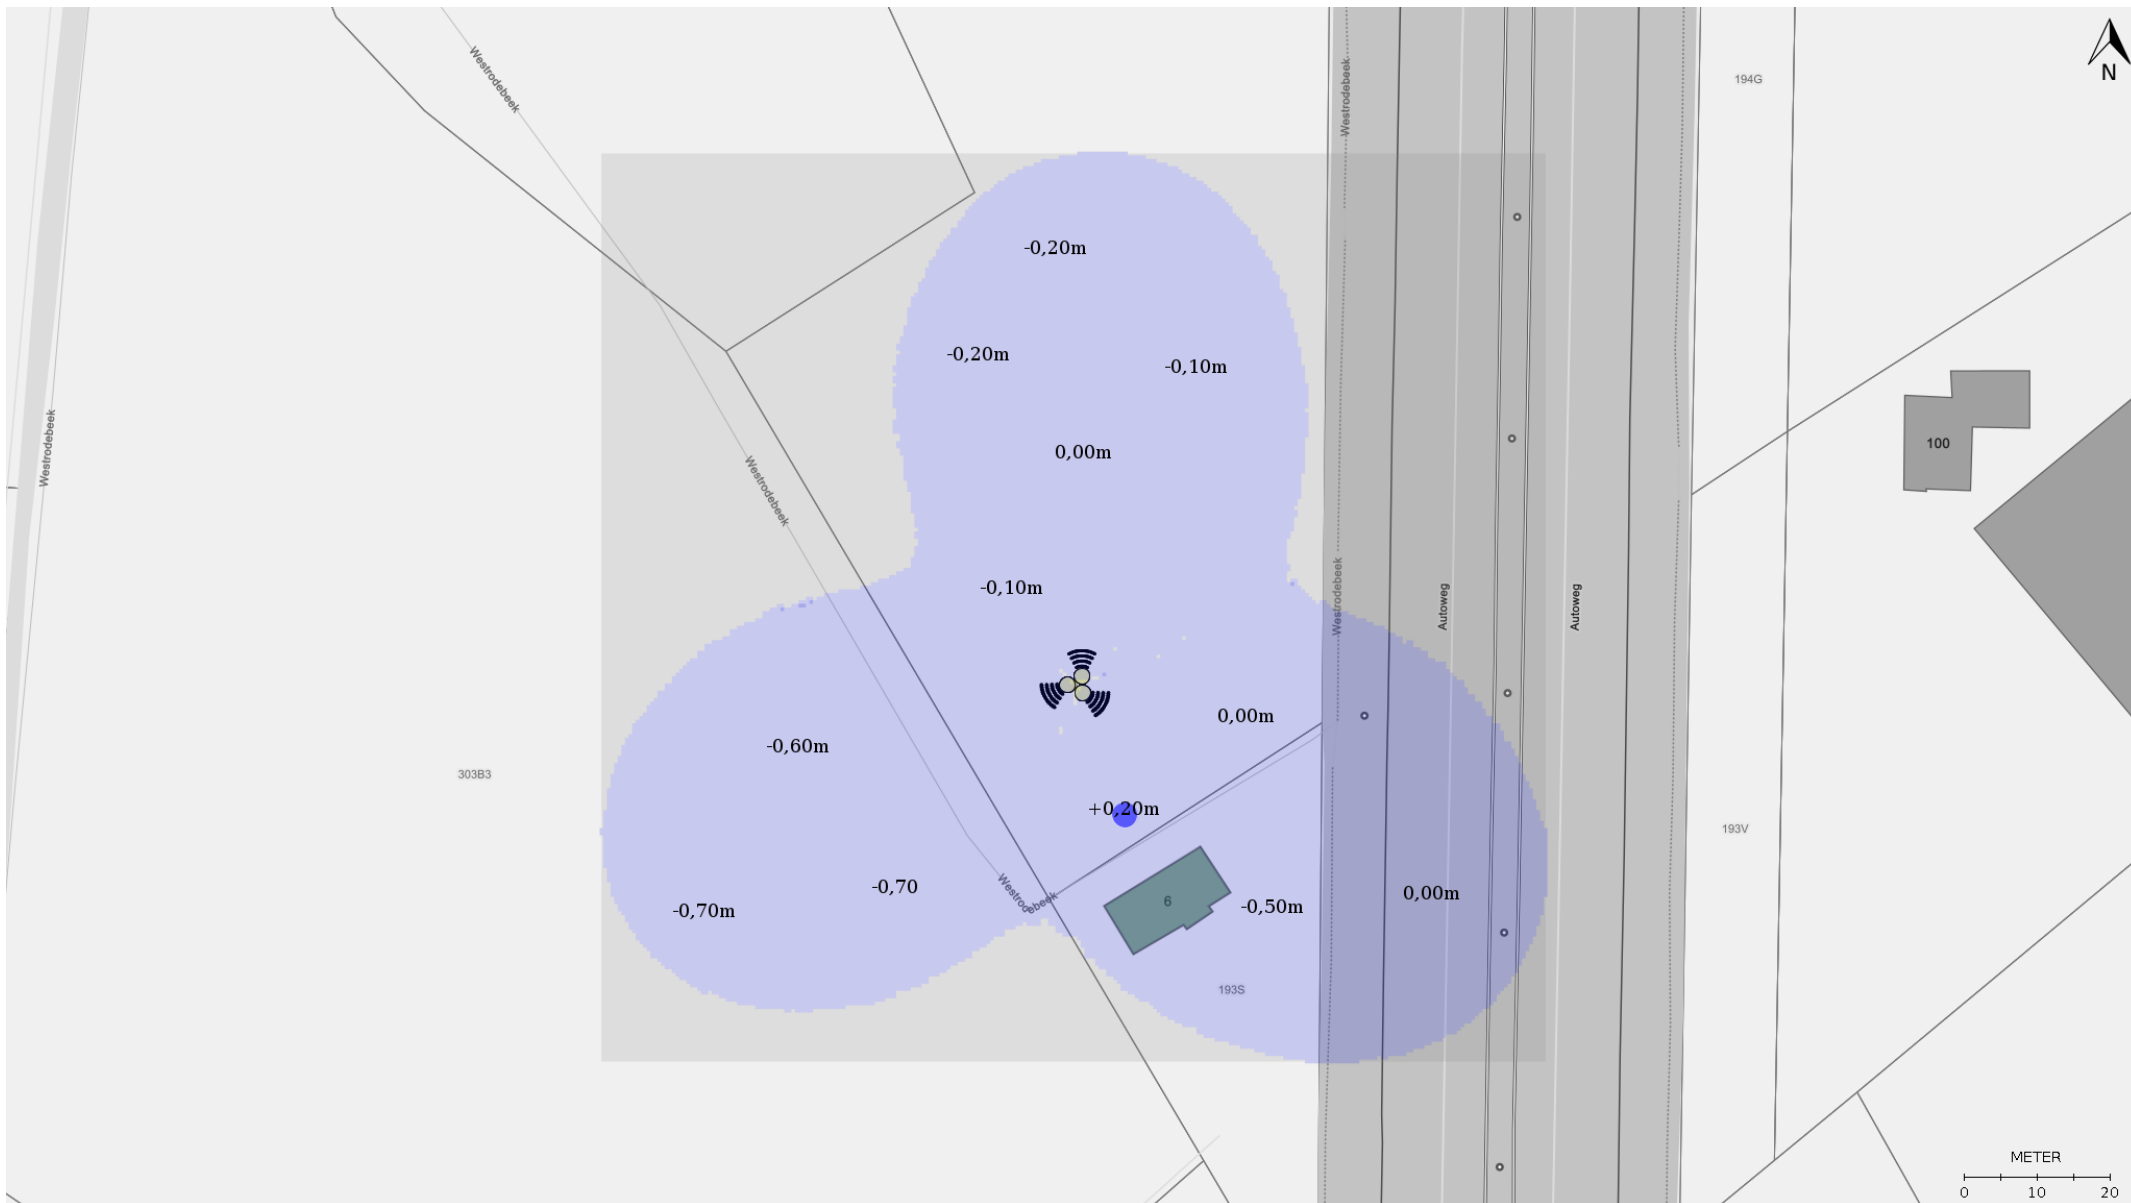 Westrodebeek
Westrodebeek
194G
N
-0,20m
-0,20m
-0,10m
0,00m
Westrodebeek
100
Westrodebeek
-0,10m
Westrodebeek
Autoweg
Autoweg
0,00m
-0,60m
303B3
+0,20m
193V
-0,70
-0,70m
Westrodebeek
6
-0,50m
0,00m
193S
METER
0 10 20